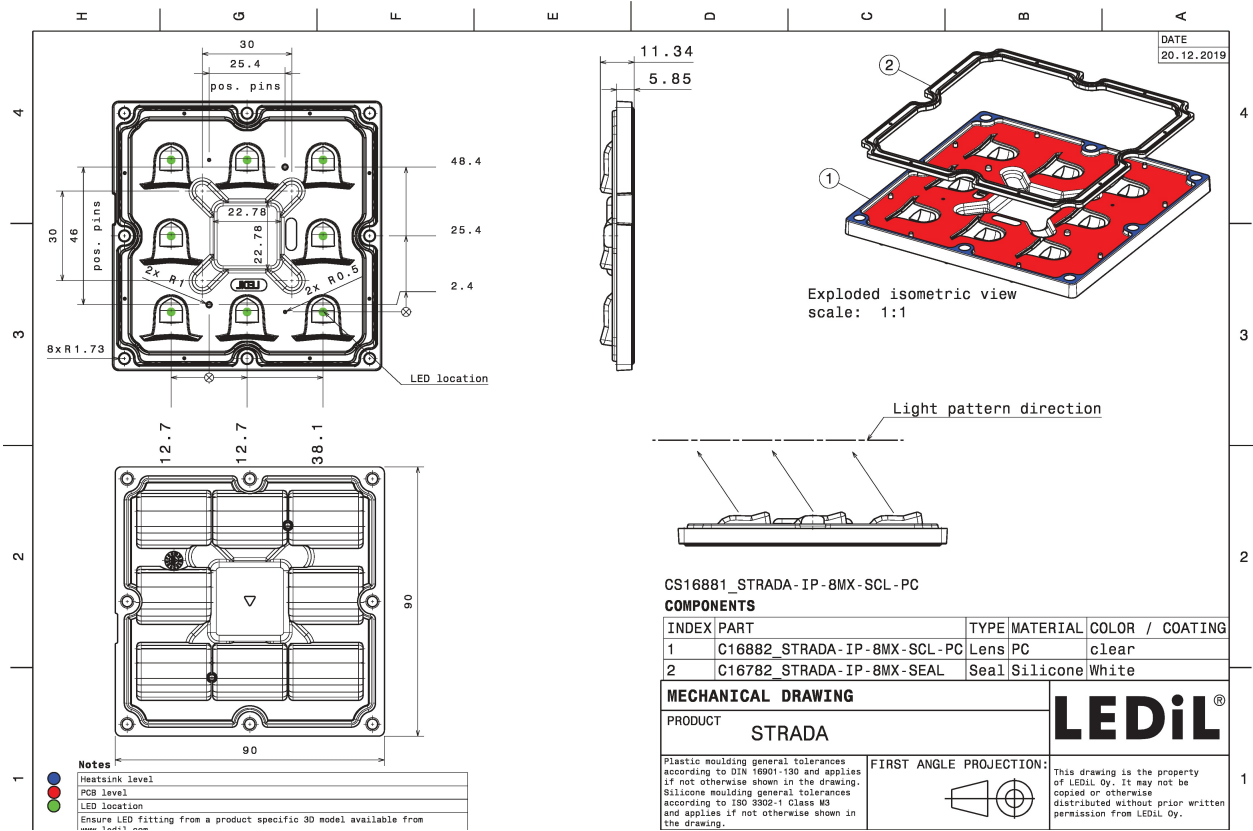 H G F E D C B A
DATE
20.12.2019
4
4
3
3
2
2
1
1
30
25.4
pos. pins
48.4
25.4
2.4
30
46
pos. pins
22.78
22.78
2x R1
2x R0.5
LEDiL
8xR1.73
LED location
12.7
12.7
38.1
11.34
5.85
2
1
Exploded isometric view
scale: 1:1
Light pattern direction
90
90
CS16881_STRADA-IP-8MX-SCL-PC
COMPONENTS
INDEX PART TYPE MATERIAL COLOR / COATING
1 C16882_STRADA-IP-8MX-SCL-PC Lens PC clear
2 C16782_STRADA-IP-8MX-SEAL Seal Silicone White
MECHANICAL DRAWING
PRODUCT
STRADA
LEDiL®
Plastic moulding general tolerances
according to DIN 16901-130 and applies
if not otherwise shown in the drawing.
Silicone moulding general tolerances
according to ISO 3302-1 Class M3
and applies if not otherwise shown in
the drawing.
FIRST ANGLE PROJECTION:
This drawing is the property
of LEDiL Oy. It may not be
copied or otherwise
distributed without prior written
permission from LEDiL Oy.
Notes
Heatsink level
PCB level
LED location
Ensure LED fitting from a product specific 3D model available from
www.ledil.com